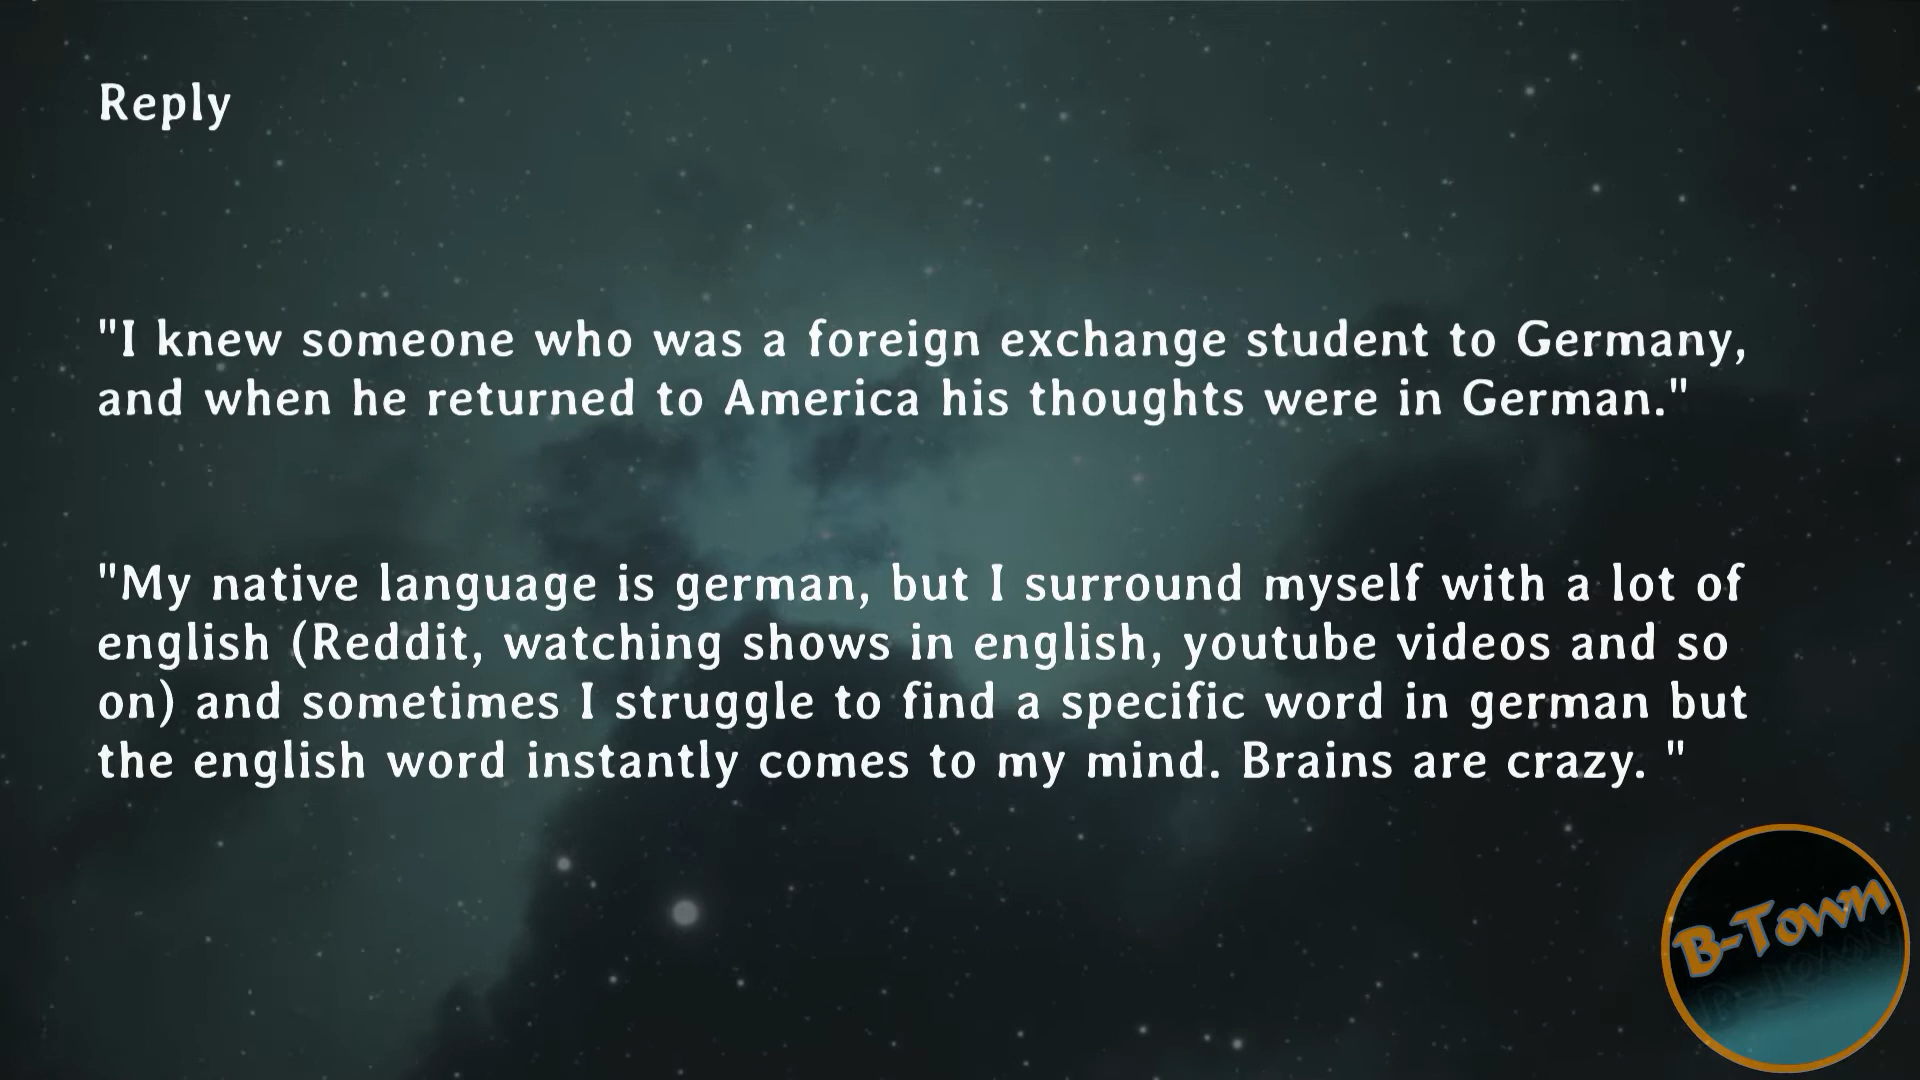 Reply
"I knew someone who was a foreign exchange student to Germany,
and when he returned to America his thoughts were in German."
"My native language is german, but I surround myself with a lot of
english (Reddit, watching shows in english, youtube videos and so
on) and sometimes I struggle to find a specific word in german but
the english word instantly comes to my mind. Brains are crazy. "
B-Town